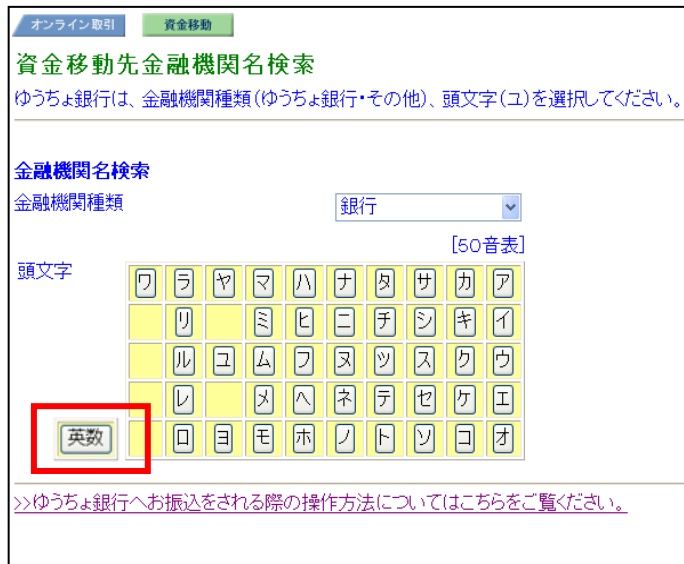 オンライン取引 資金移動
資金移動先金融機関名検索
ゆうちょ銀行は、金融機関種類(ゆうちょ銀行・その他)、頭文字(ユ)を選択してください。
金融機関名検索
金融機関種類 銀行
[50音表]
頭文字 ワ ラ ヤ マ ハ ナ タ サ カ ア
リ ミ ヒ ニ チ シ キ イ
ル ユ ム フ ヌ ツ ス ク ウ
レ メ ヘ ネ テ セ ケ エ
英数 ロ ヨ モ ホ ノ ト ソ コ オ
>>ゆうちょ銀行へお振込をされる際の操作方法についてはこちらをご覧ください。